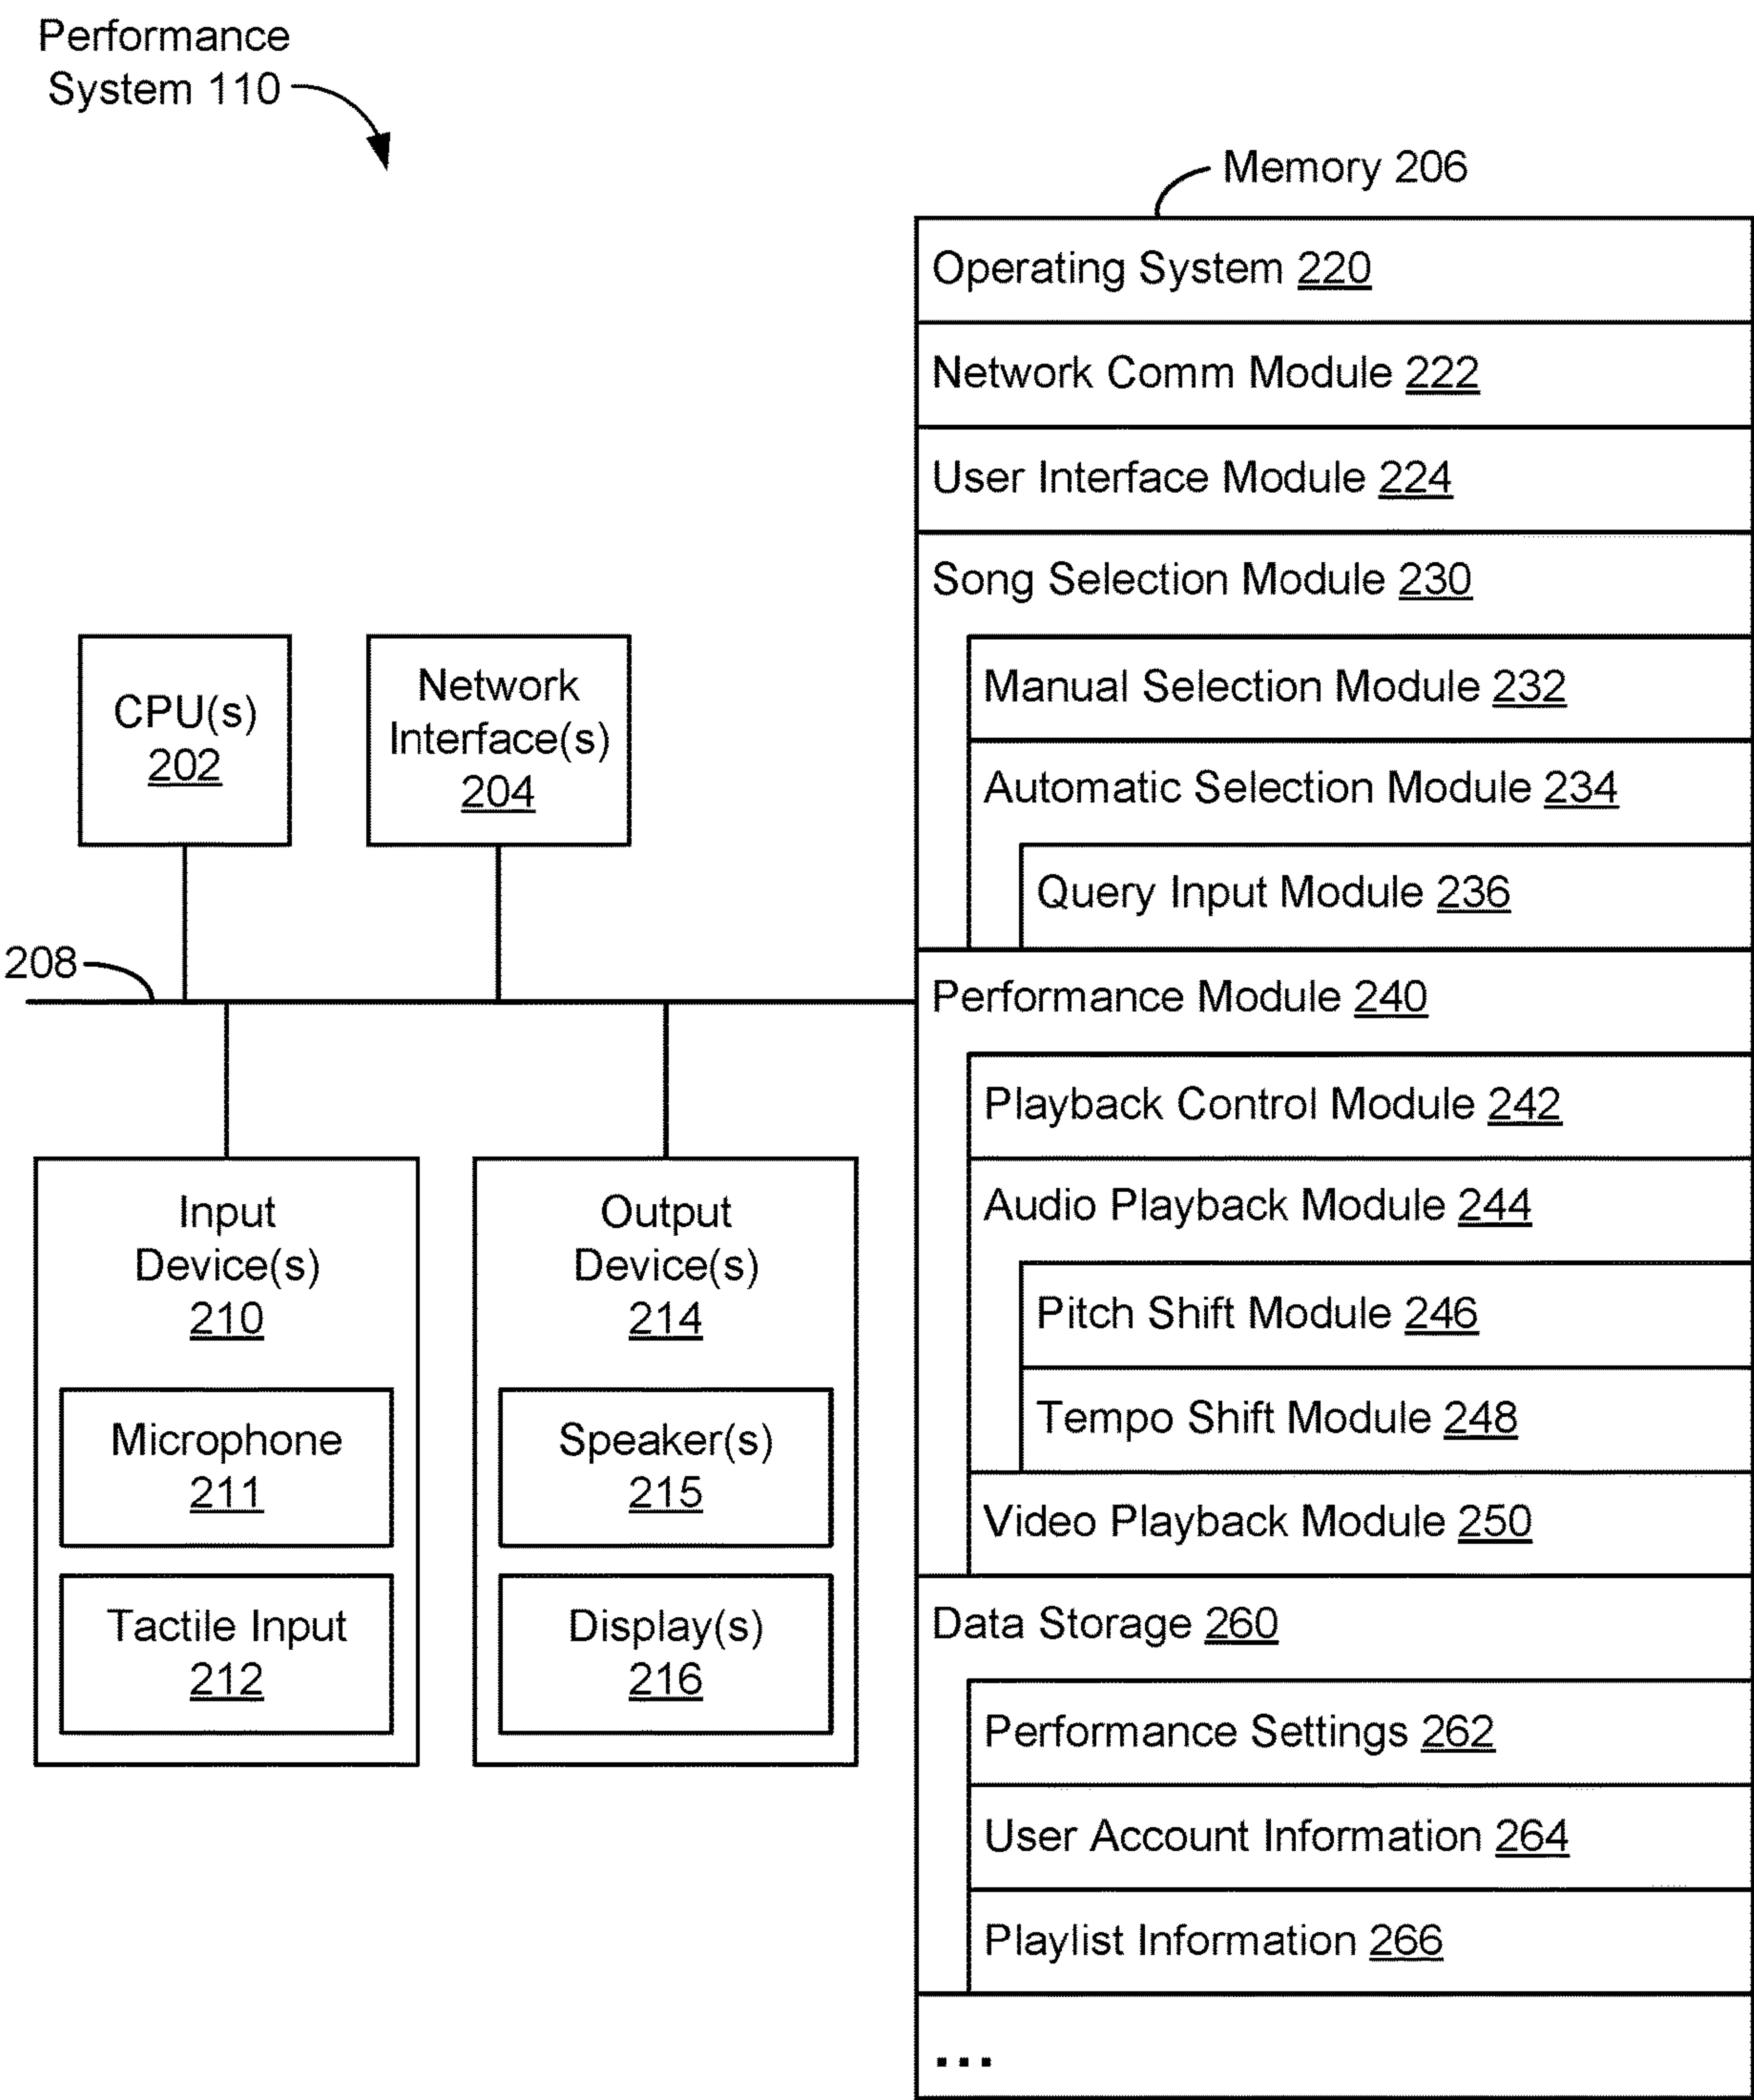 Performance
System 110
Memory 206
Operating System 220
Network Comm Module 222
User Interface Module 224
Song Selection Module 230
Manual Selection Module 232
Automatic Selection Module 234
Query Input Module 236
Performance Module 240
Playback Control Module 242
Audio Playback Module 244
Pitch Shift Module 246
Tempo Shift Module 248
Video Playback Module 250
Data Storage 260
Performance Settings 262
User Account Information 264
Playlist Information 266
...
CPU(s)
202
Network
Interface(s)
204
208
Input
Device(s)
210
Microphone
211
Tactile Input
212
Output
Device(s)
214
Speaker(s)
215
Display(s)
216